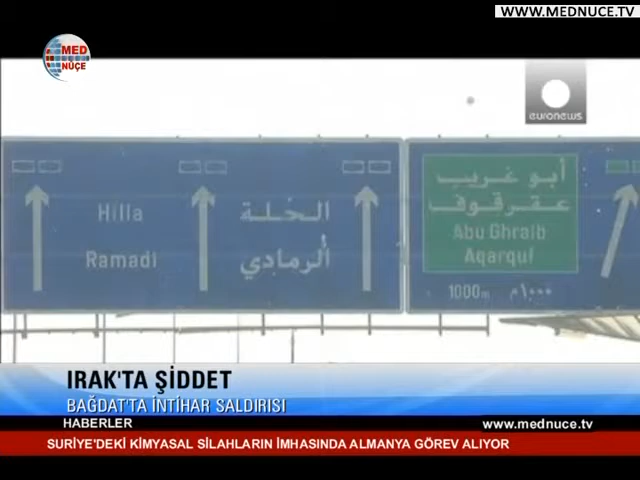 WWW.MEDNUCE.TV
MED
NÛÇE
euronews
Hilla
الحلة
Ramadi
الرمادي
أبو غريب
عقرقوف
Abu Ghraib
Aqarquf
1000m
١٠٠٠م
IRAK'TA ŞİDDET
BAĞDAT'TA İNTİHAR SALDIRISI
HABERLER
www.mednuce.tv
SURİYE'DEKİ KİMYASAL SİLAHLARIN İMHASINDA ALMANYA GÖREV ALIYOR